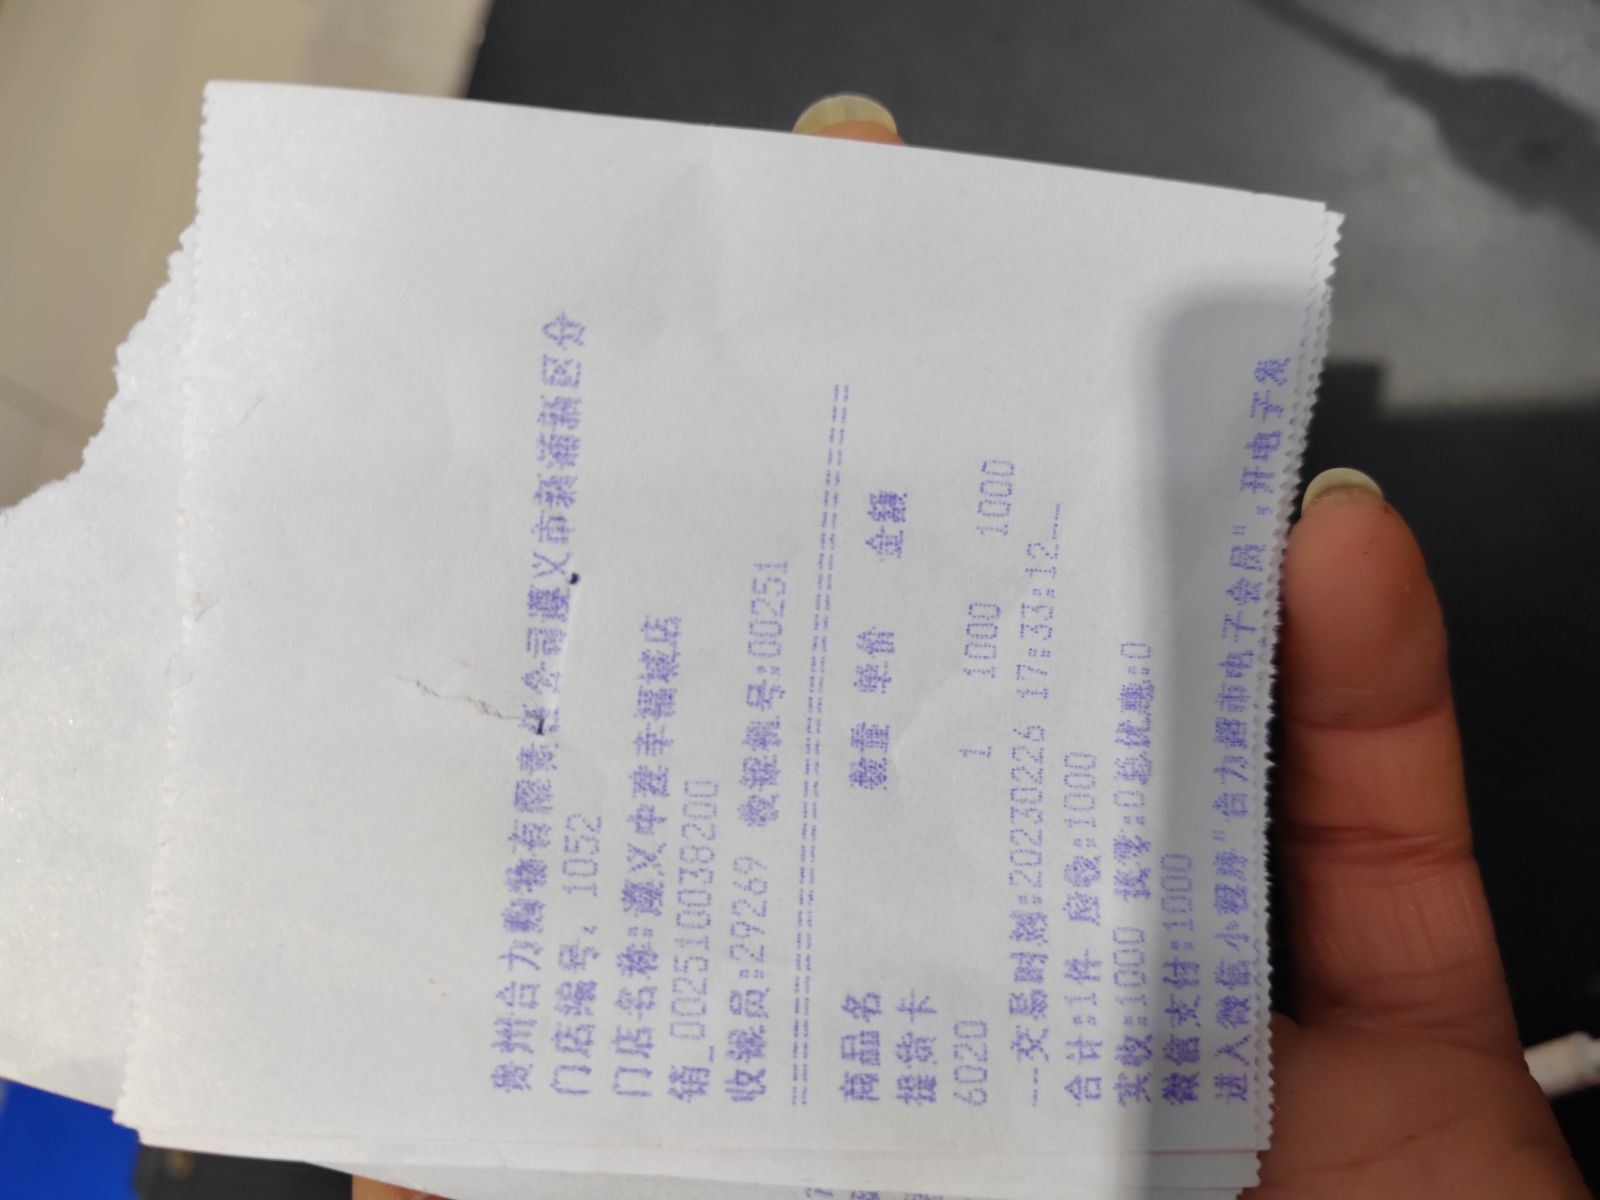 贵州合力购物有限责任公司遵义市新蒲新区分
门店编号：1052
门店名称:遵义中建幸福城店
销_002510038200
收银员:29269 收银机号:00251
================================
商品名 数量 单价 金额
提货卡
6020 1 1000 1000
---交易时刻:20230226 17:33:12---
合计:1件 应收:1000
实收:1000 找零:0总优惠:0
微信支付:1000
进入微信小程序"合力超市电子会员",开电子发